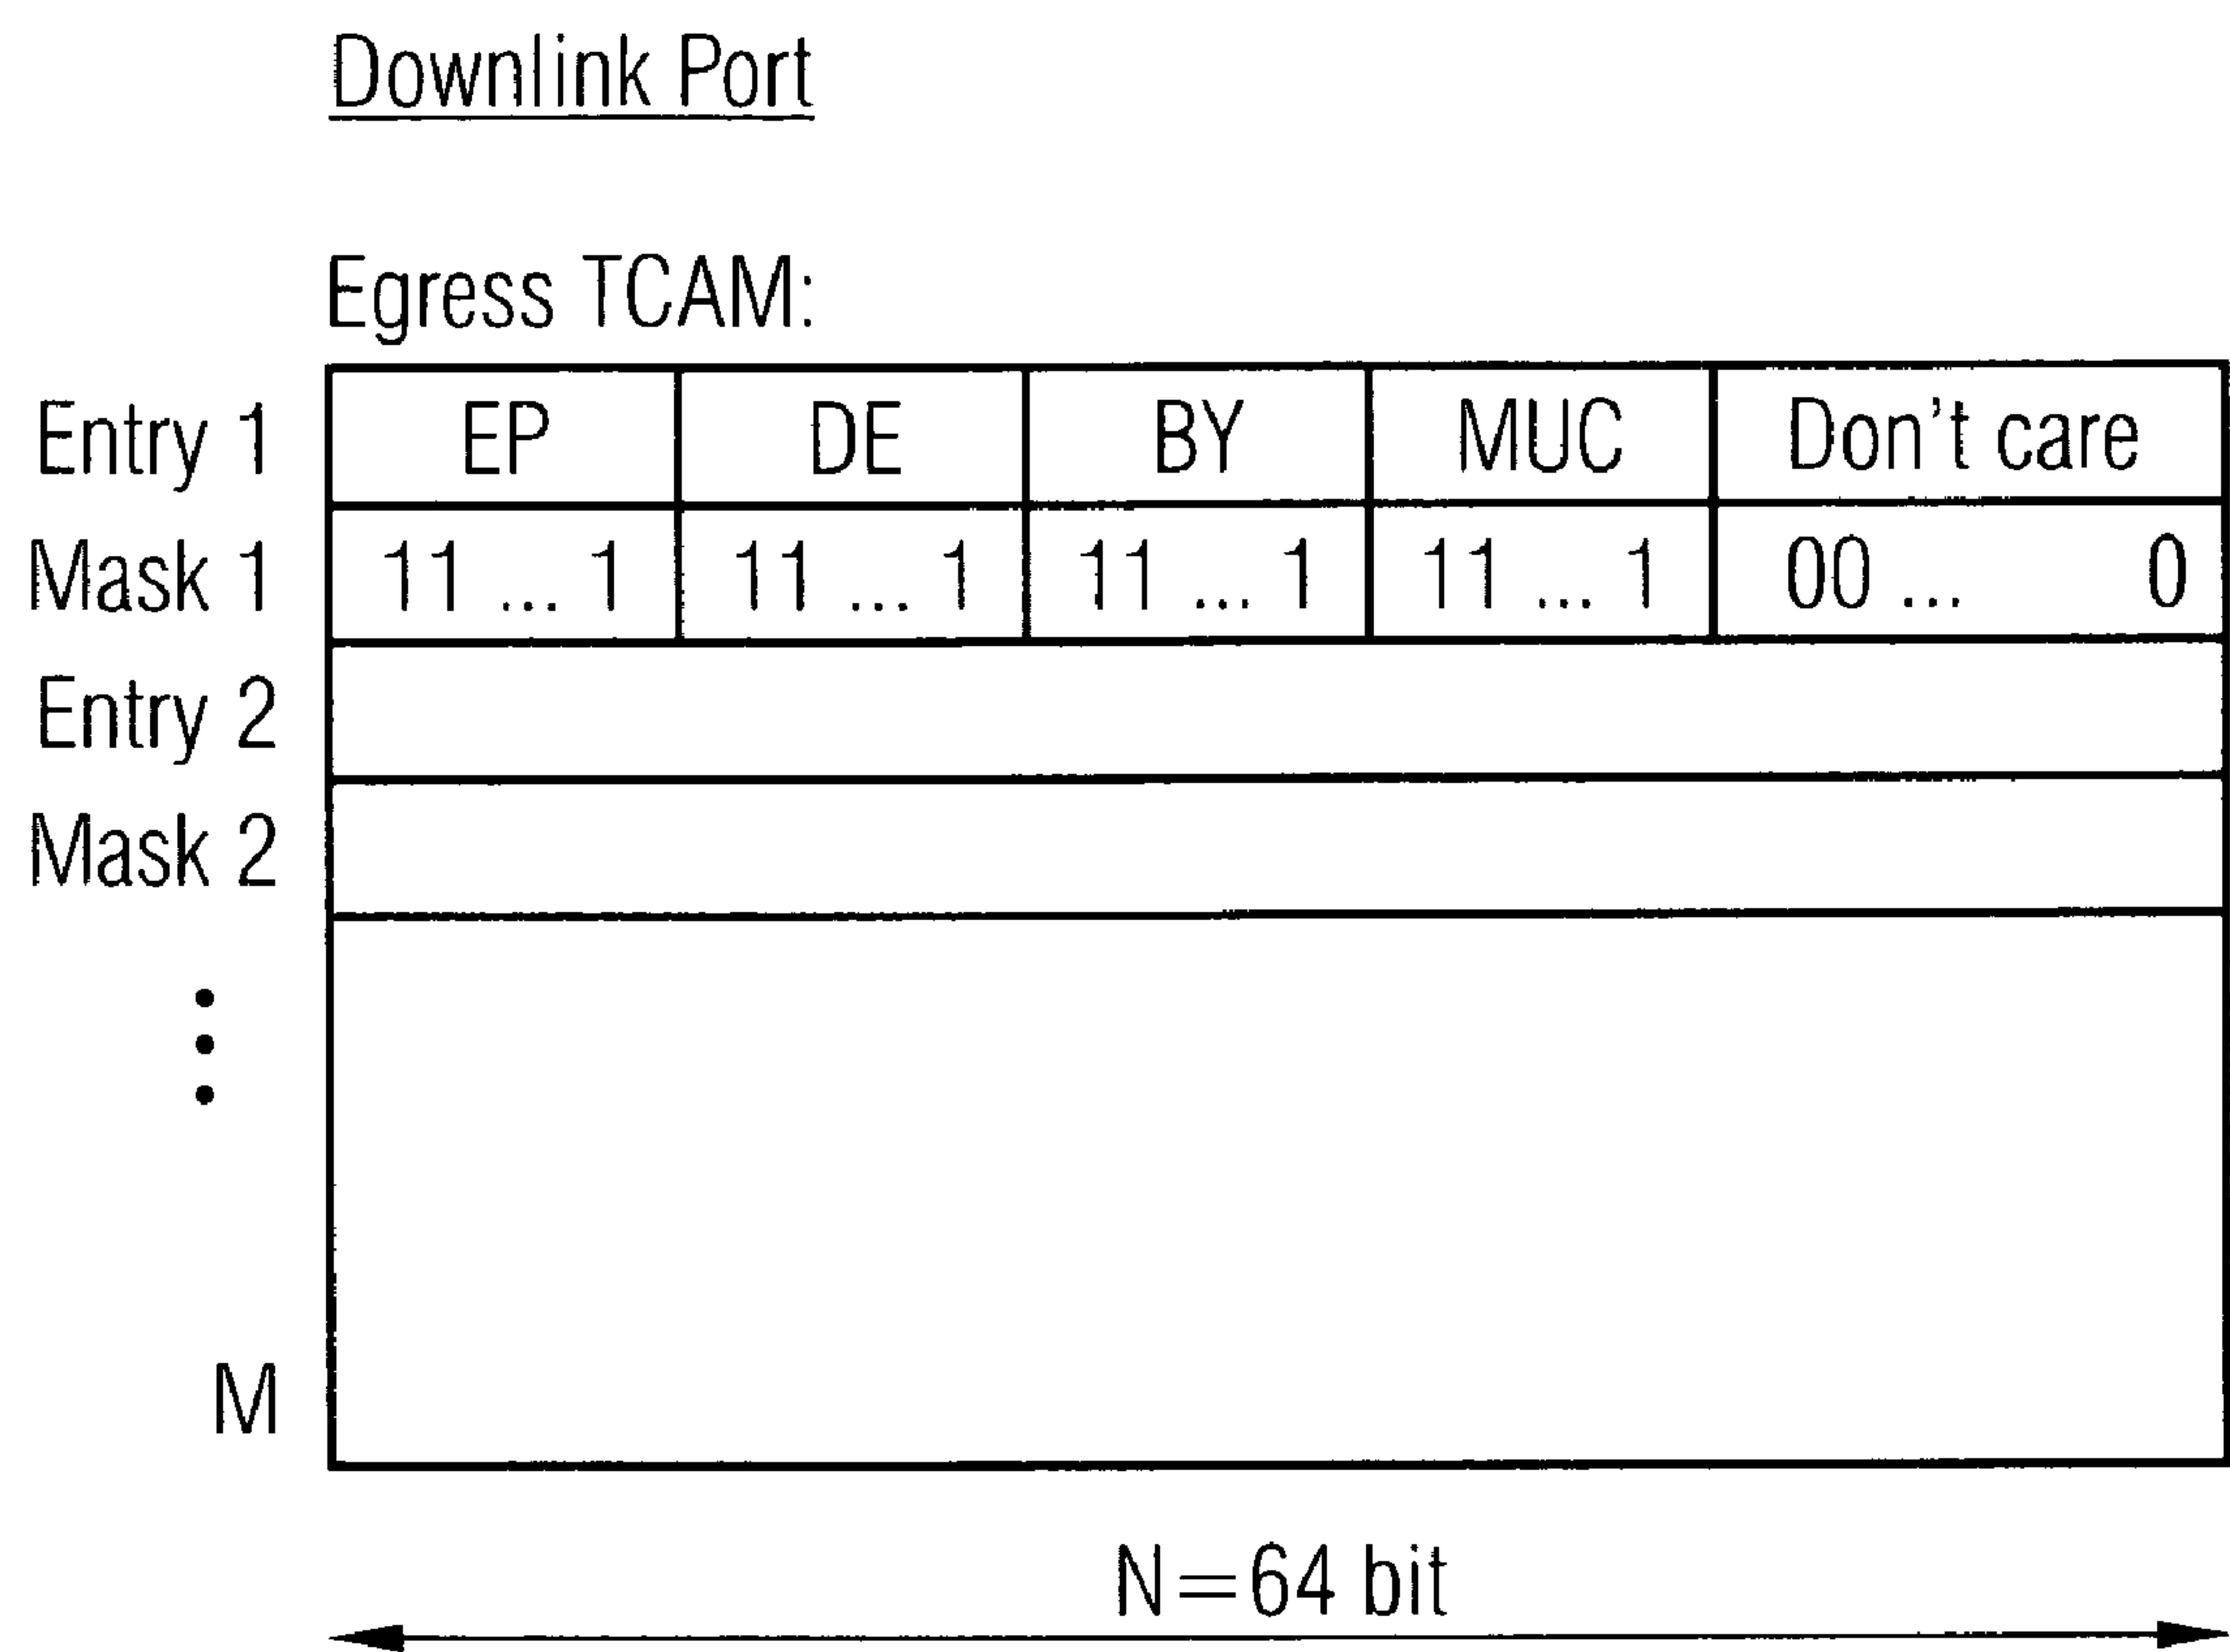 Downlink Port
Egress TCAM:
Entry 1 EP DE BY MUC Don't care
Mask 1 11 ... 1 11 ... 1 11 ... 1 11 ... 1 00 ... 0
Entry 2
Mask 2
M
N=64 bit